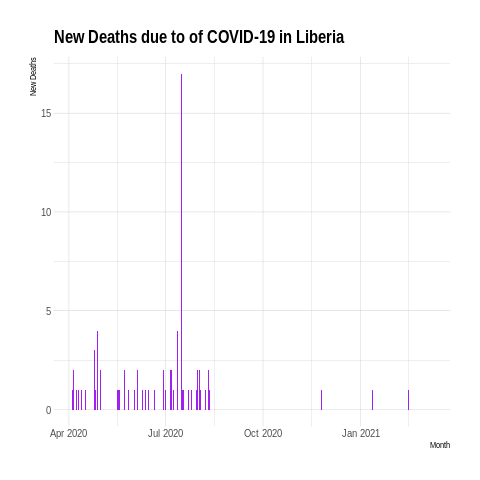 New Deaths due to of COVID-19 in Liberia
New Deaths
15
10
5
0
Apr 2020 Jul 2020 Oct 2020 Jan 2021
Month